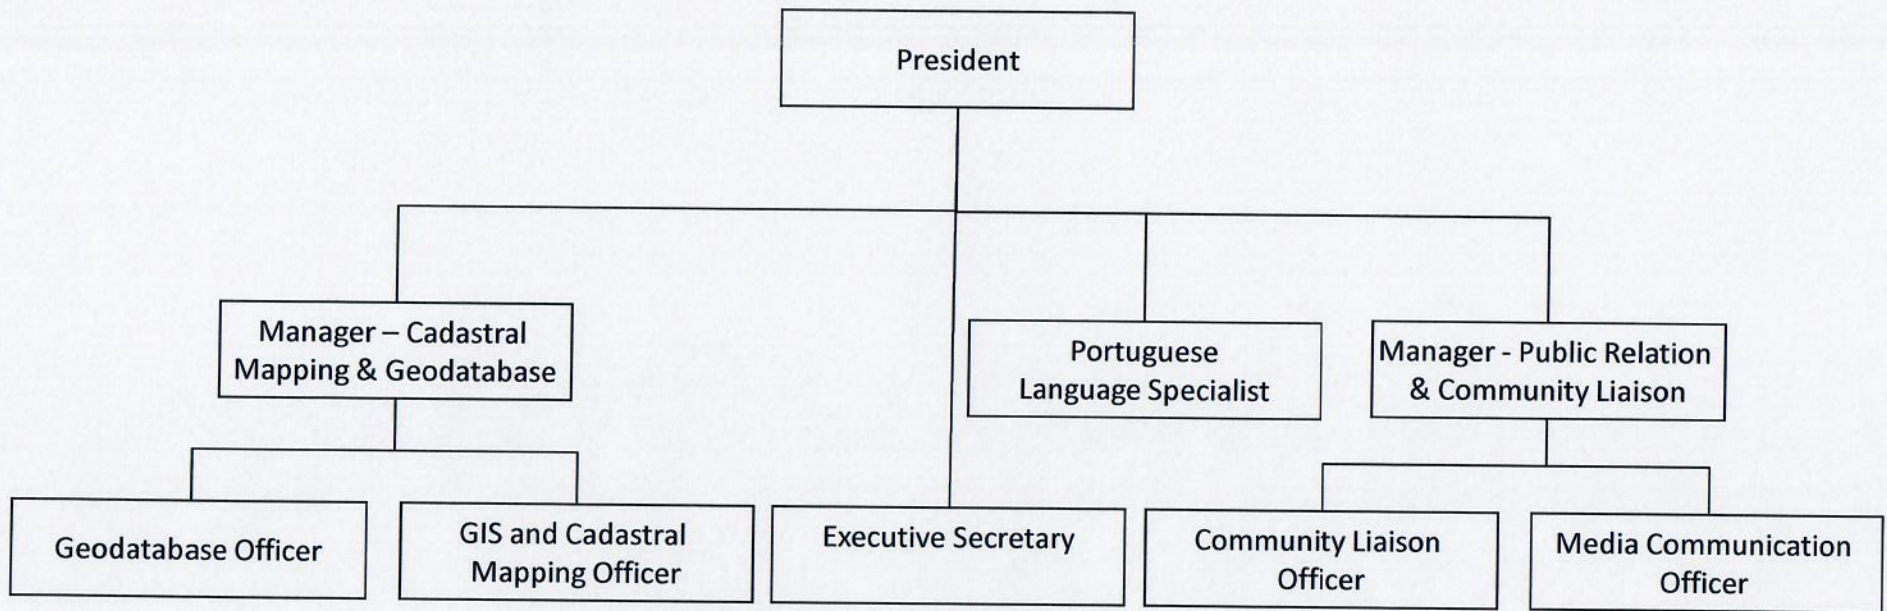 President
Manager – Cadastral
Mapping & Geodatabase
Portuguese
Language Specialist
Manager - Public Relation
& Community Liaison
Geodatabase Officer
GIS and Cadastral
Mapping Officer
Executive Secretary
Community Liaison
Officer
Media Communication
Officer